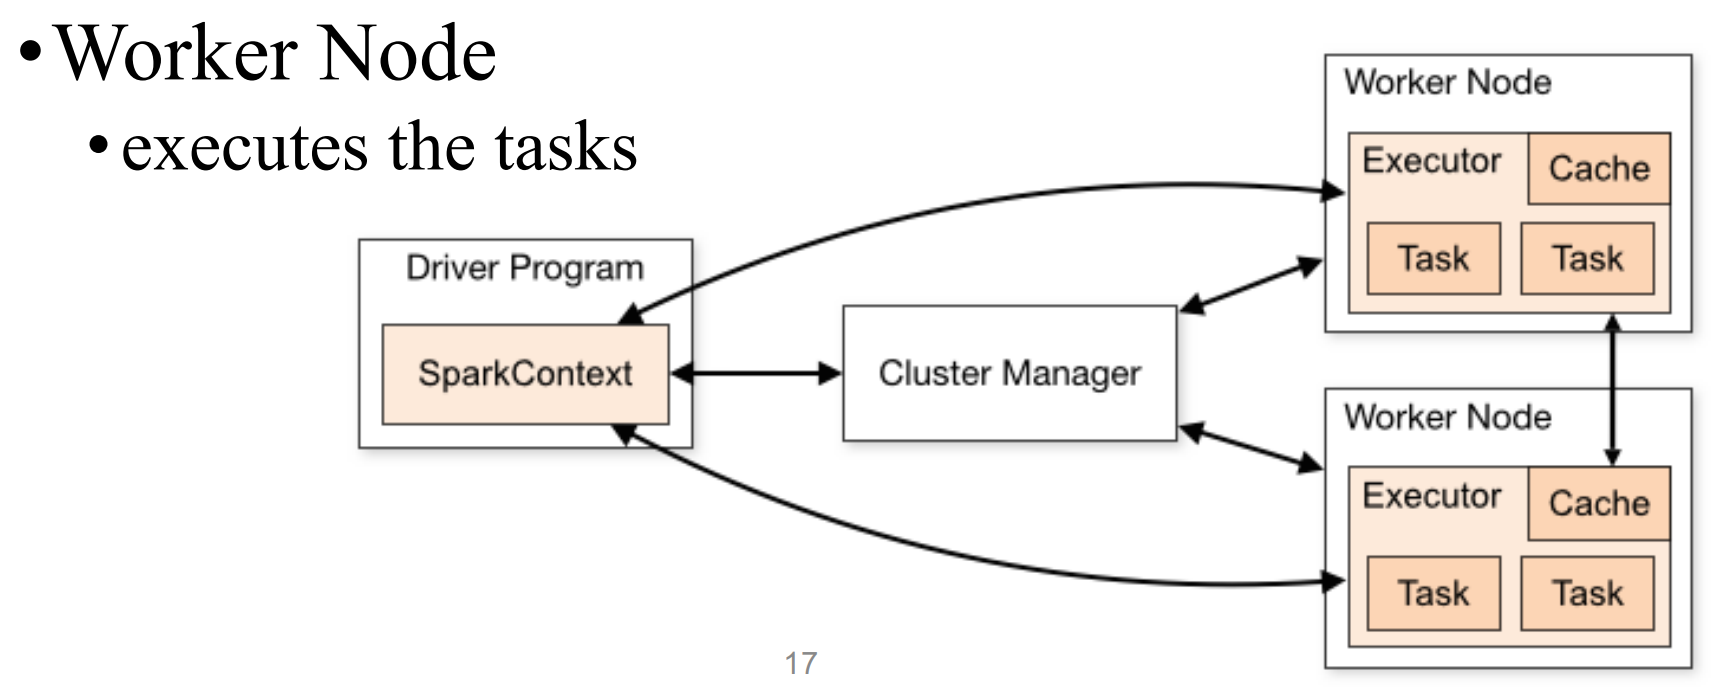 • Worker Node
• executes the tasks
Driver Program
SparkContext
Cluster Manager
Worker Node
Executor
Cache
Task
Task
Worker Node
Executor
Cache
Task
Task
17